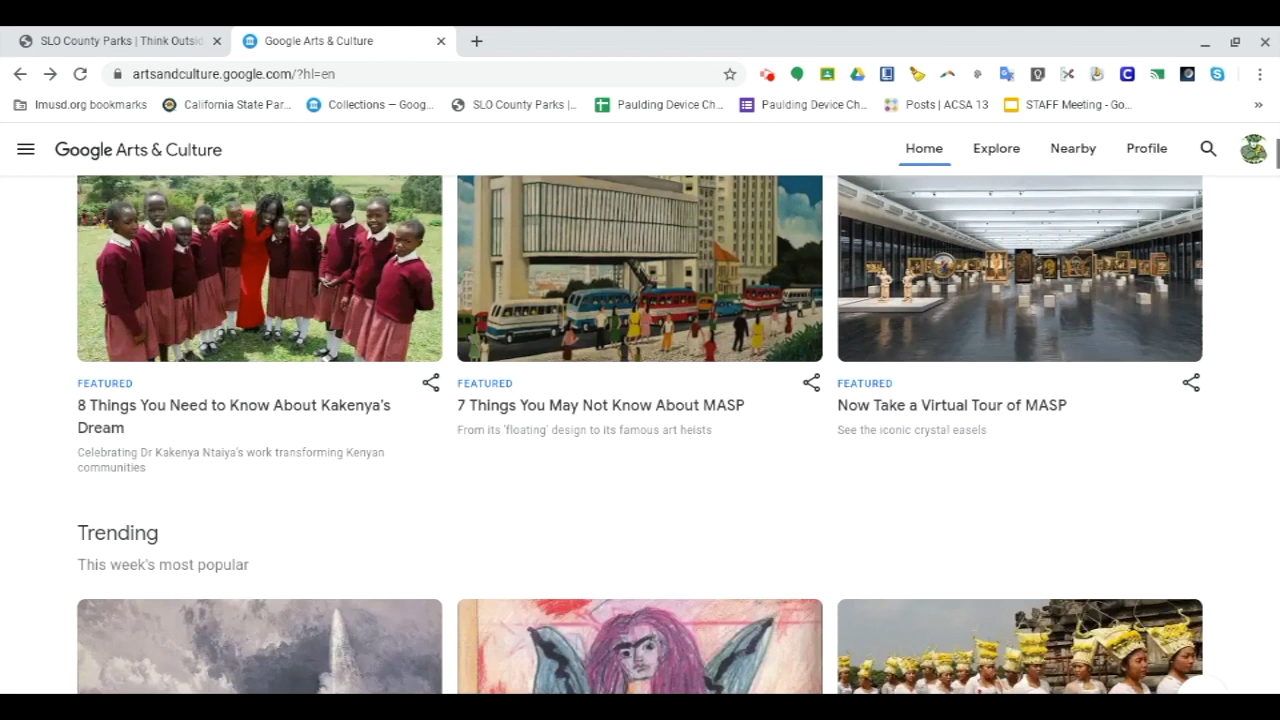 SLO County Parks | Think Outsid
Google Arts & Culture
artsandculture.google.com/?hl=en
lmusd.org bookmarks
California State Par...
Collections — Goog...
SLO County Parks |...
Paulding Device Ch...
Paulding Device Ch...
Posts | ACSA 13
STAFF Meeting - Go...
»
Google Arts & Culture
Home
Explore
Nearby
Profile
FEATURED
8 Things You Need to Know About Kakenya's
Dream
Celebrating Dr Kakenya Ntaiya's work transforming Kenyan
communities
FEATURED
7 Things You May Not Know About MASP
From its 'floating' design to its famous art heists
FEATURED
Now Take a Virtual Tour of MASP
See the iconic crystal easels
Trending
This week's most popular